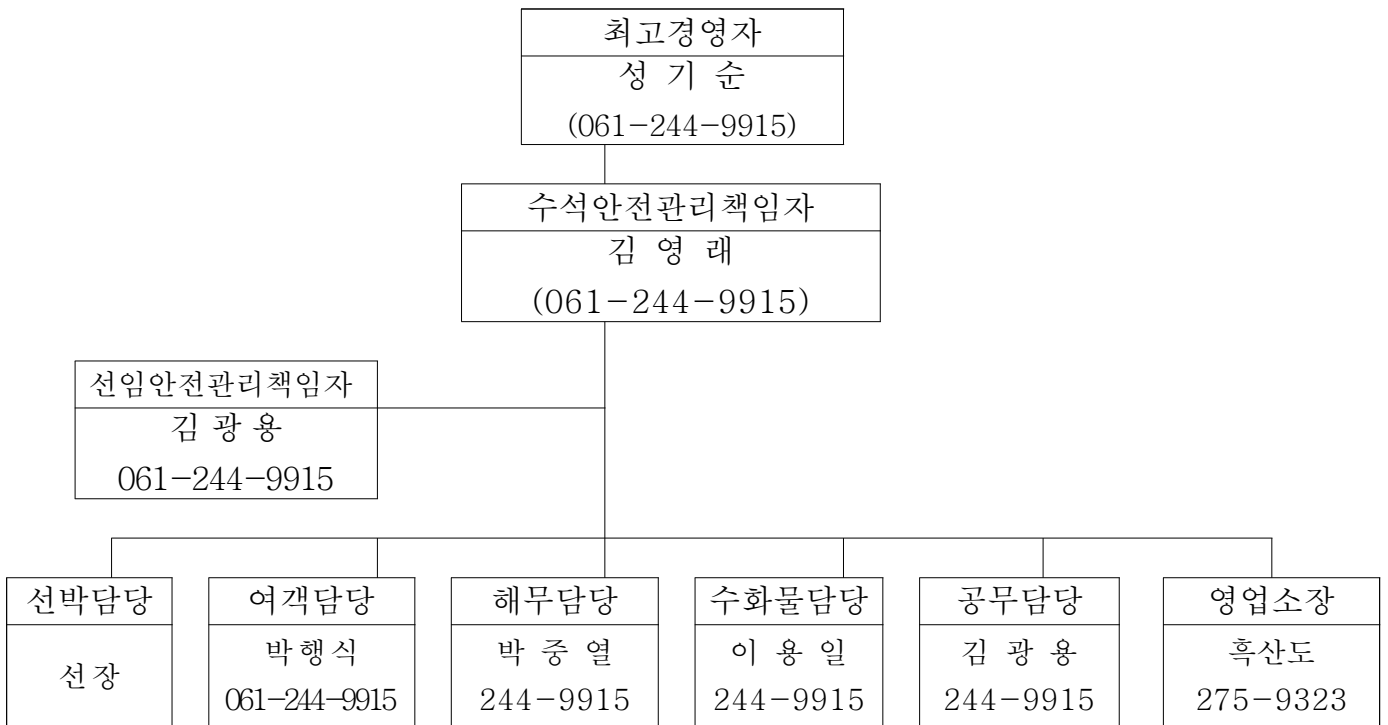 최고경영자
성 기 순
(061-244-9915)
수석안전관리책임자
김 영 래
(061-244-9915)
선임안전관리책임자
김 광 용
061-244-9915
선박담당
선장
여객담당
박행식
061-244-9915
해무담당
박 중 열
244-9915
수화물담당
이 용 일
244-9915
공무담당
김 광 용
244-9915
영업소장
흑산도
275-9323